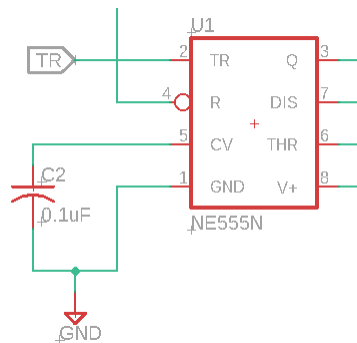 U1
TR
2
TR
Q
3
4
R
DIS
7
5
CV
THR
6
C2
1
GND
V+
8
0.1uF
NE555N
GND